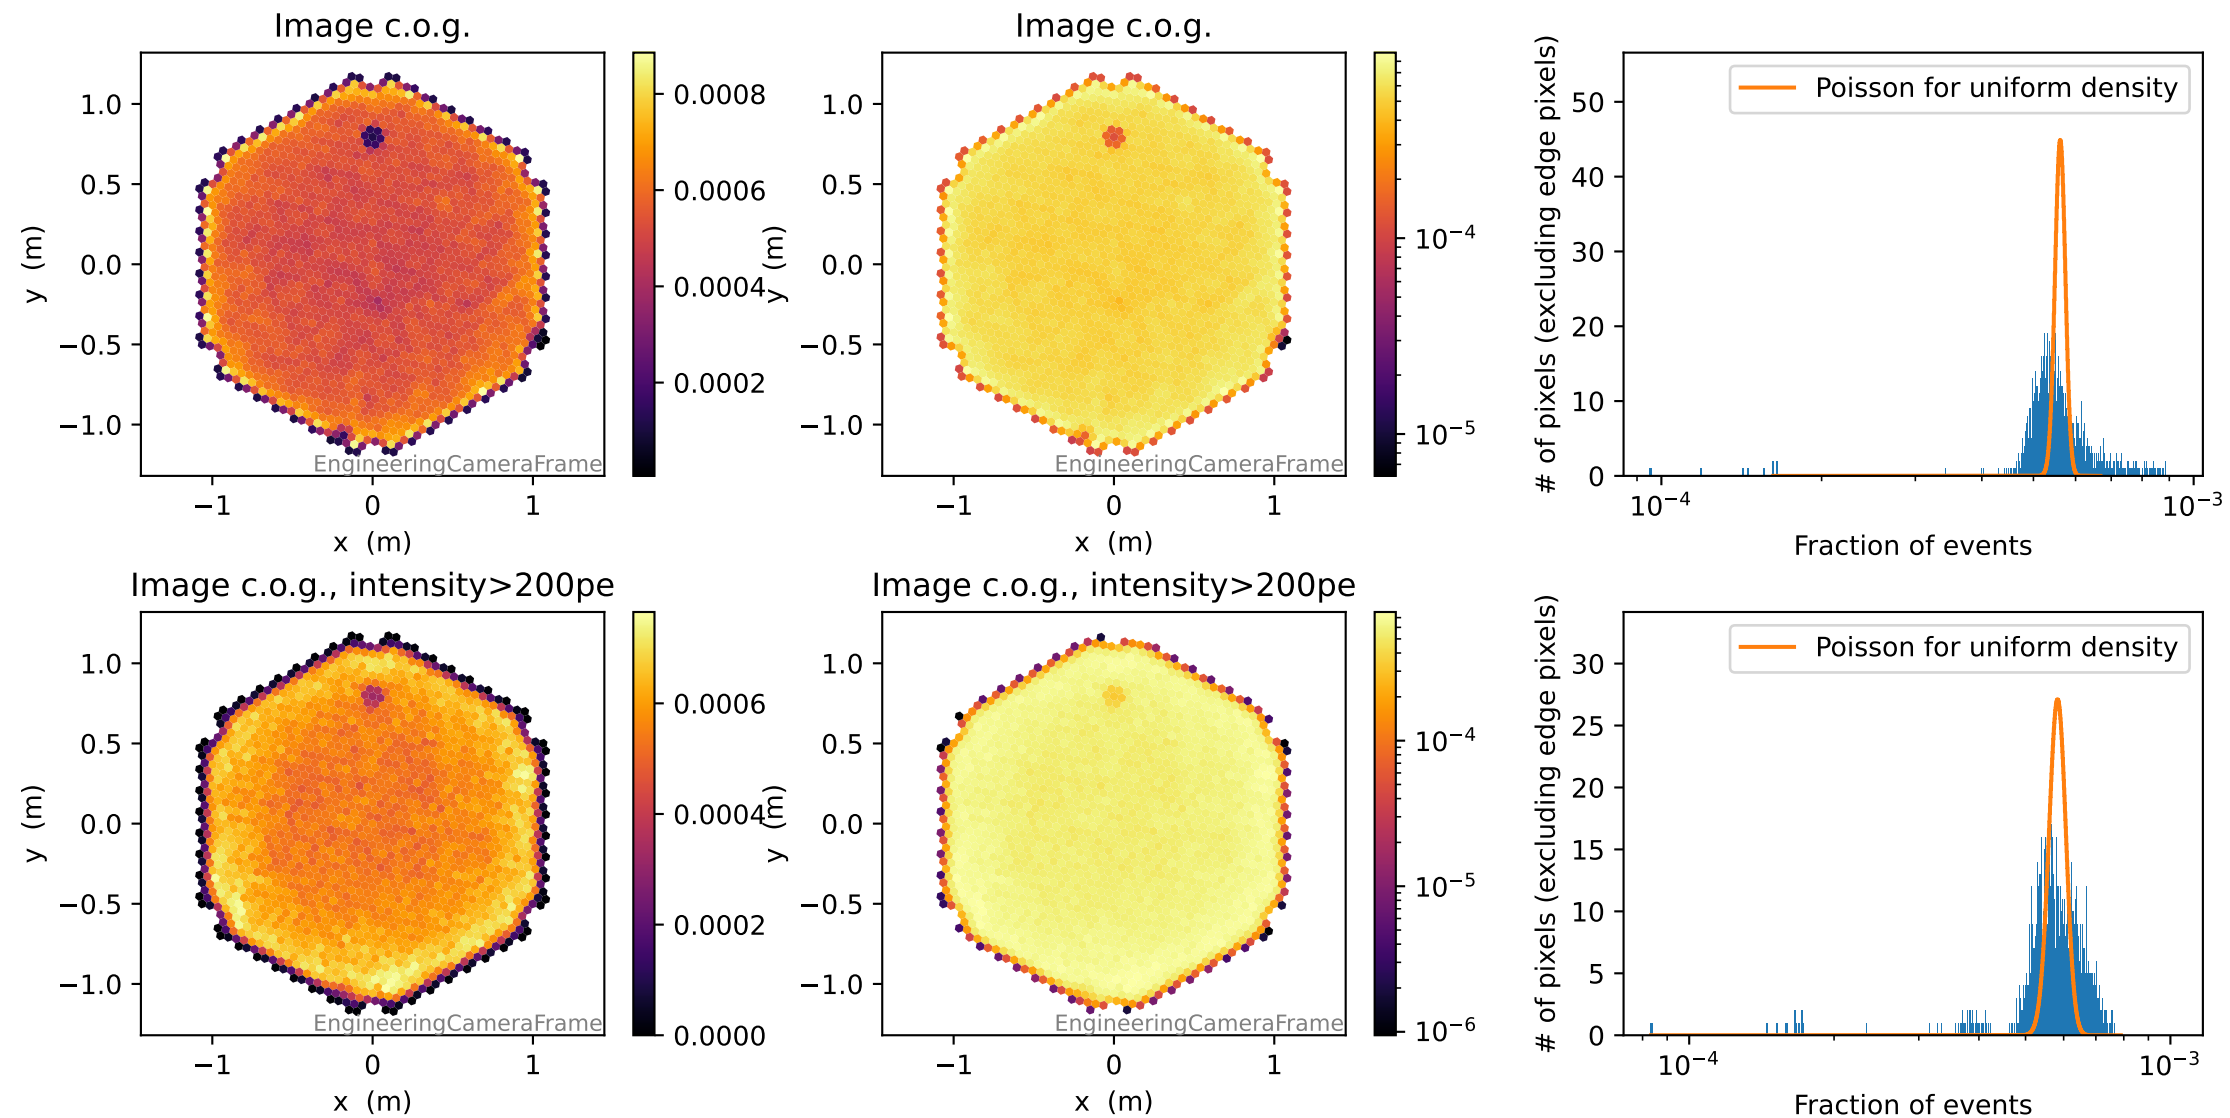 Image c.o.g.
y (m)
1.0
0.5
0.0
−0.5
−1.0
−1
0
1
x (m)
EngineeringCameraFrame
0.0008
0.0006
0.0004
0.0002
Image c.o.g.
y (m)
1.0
0.5
0.0
−0.5
−1.0
−1
0
1
x (m)
EngineeringCameraFrame
10−4
10−5
# of pixels (excluding edge pixels)
50
40
30
20
10
0
Poisson for uniform density
10−4
10−3
Fraction of events
Image c.o.g., intensity>200pe
y (m)
1.0
0.5
0.0
−0.5
−1.0
−1
0
1
x (m)
EngineeringCameraFrame
0.0006
0.0004
0.0002
0.0000
Image c.o.g., intensity>200pe
y (m)
1.0
0.5
0.0
−0.5
−1.0
−1
0
1
x (m)
EngineeringCameraFrame
10−4
10−5
10−6
# of pixels (excluding edge pixels)
30
25
20
15
10
5
0
Poisson for uniform density
10−4
10−3
Fraction of events